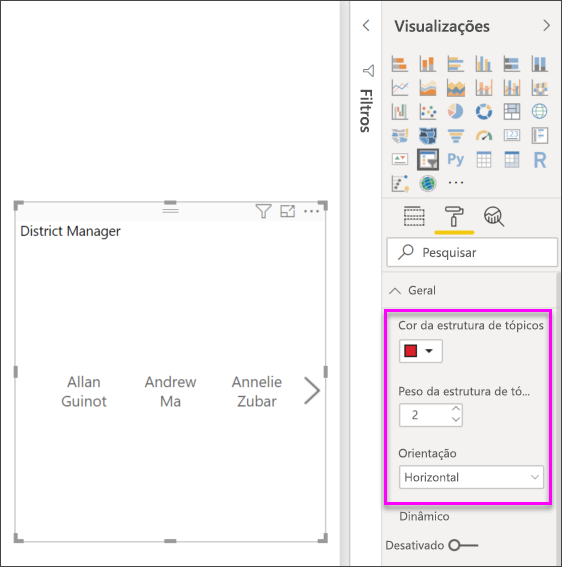 District Manager
Allan
Guinot
Andrew
Ma
Annelie
Zubar
Filtros
Visualizações
123
Py
R
Pesquisar
Geral
Cor da estrutura de tópicos
Peso da estrutura de tó...
2
Orientação
Horizontal
Dinâmico
Desativado